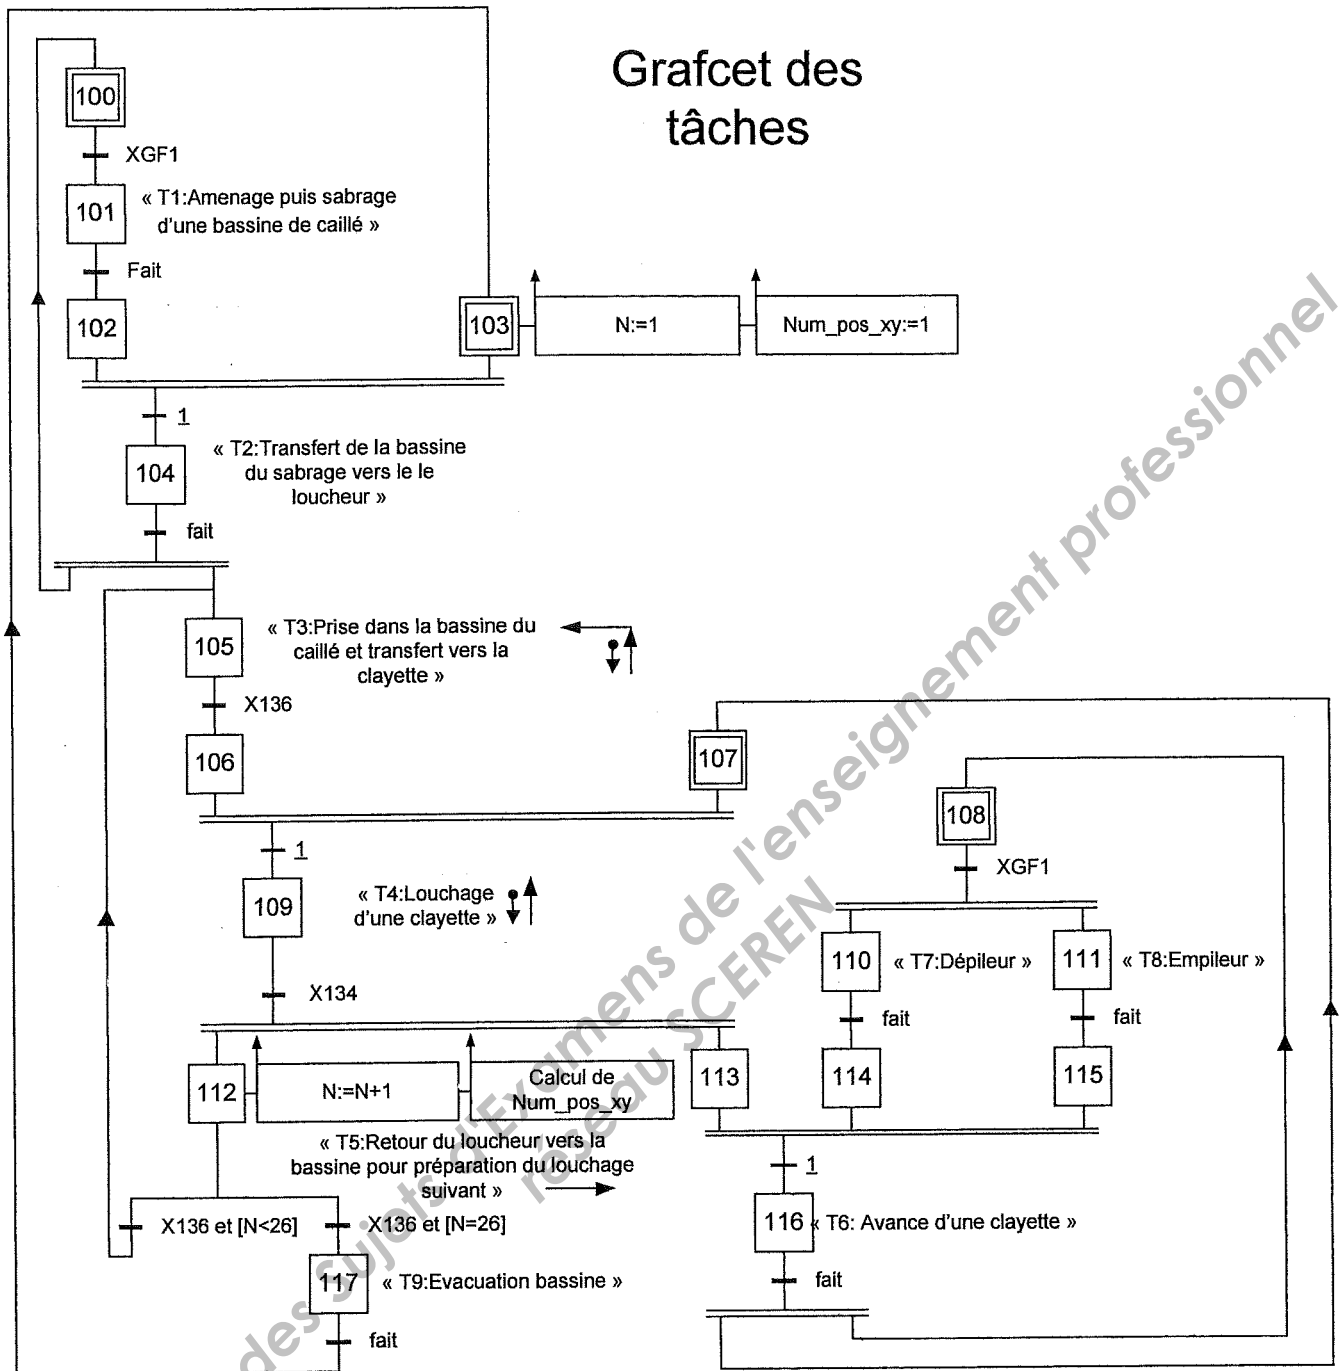 Grafcet des
tâches
100
XGF1
101
« T1:Amenage puis sabrage
d'une bassine de caillé »
Fait
102
103
N:=1
Num_pos_xy:=1
1
104
« T2:Transfert de la bassine
du sabrage vers le le
loucheur »
fait
105
« T3:Prise dans la bassine du
caillé et transfert vers la
clayette »
X136
106
107
108
1
XGF1
109
« T4:Louchage
d'une clayette »
110
« T7:Dépileur »
111
« T8:Empileur »
X134
fait
fait
112
N:=N+1
Calcul de
Num_pos_xy
113
114
115
« T5:Retour du loucheur vers la
bassine pour préparation du louchage
suivant »
1
X136 et [N<26]
X136 et [N=26]
116
« T6: Avance d'une clayette »
117
« T9:Evacuation bassine »
fait
fait
des Sujets d'Examens de l'enseignement professionnel
réseau SCEREN